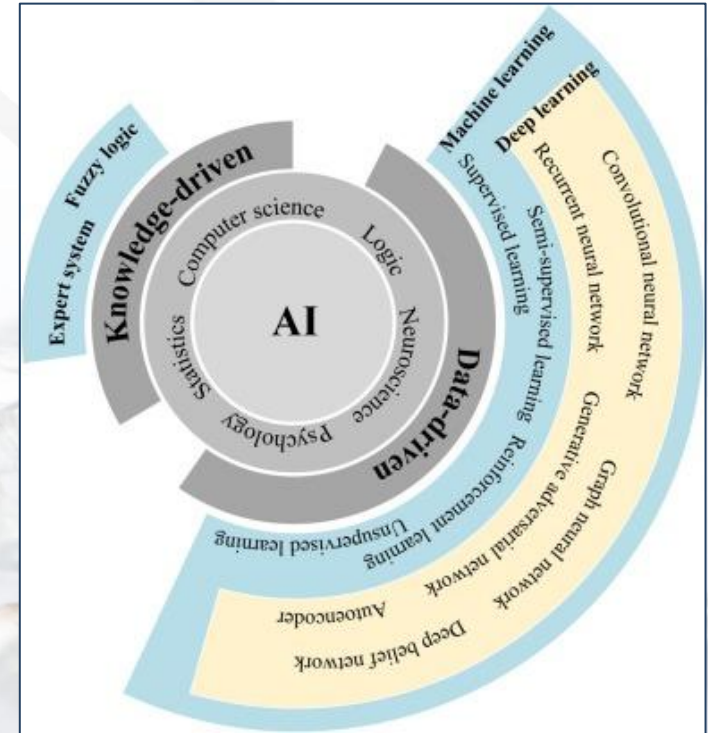 AI
Computer science
Logic
Neuroscience
Psychology
Statistics
Knowledge-driven
Data-driven
Fuzzy logic
Expert system
Machine learning
Supervised learning
Semi-supervised learning
Reinforcement learning
Unsupervised learning
Deep learning
Convolutional neural network
Recurrent neural network
Generative adversarial network
Graph neural network
Autoencoder
Deep belief network